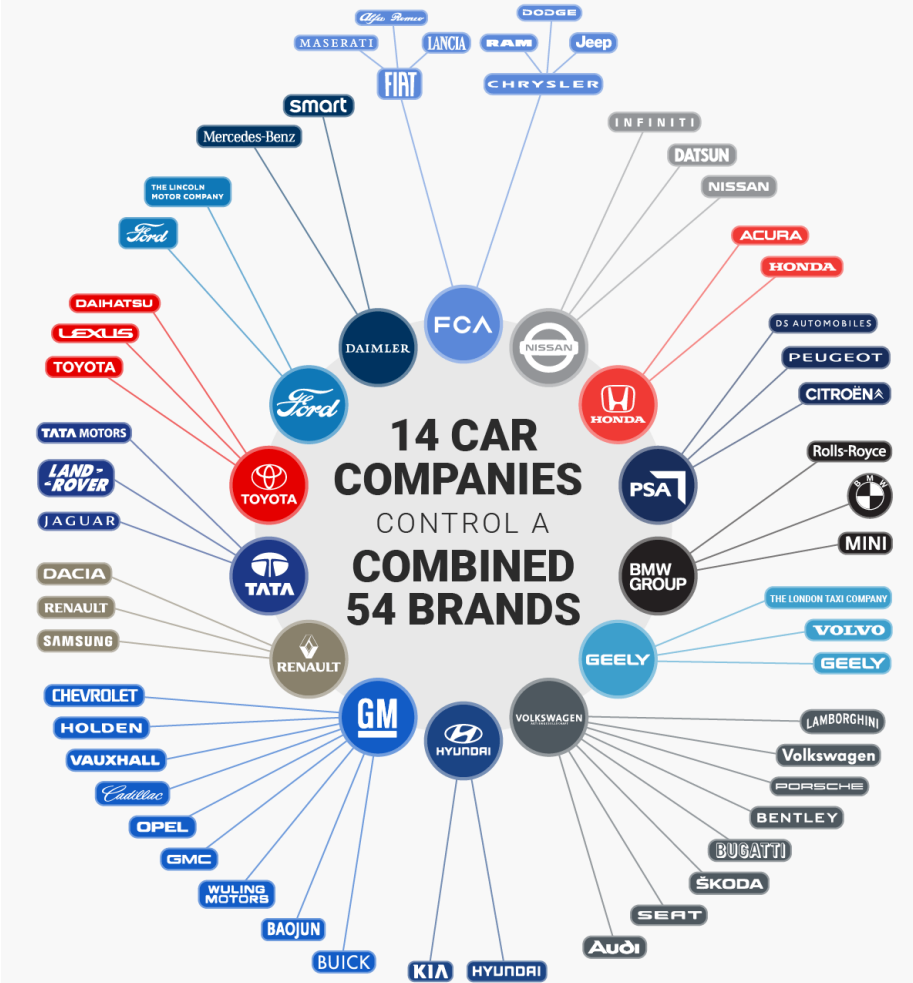 Alfa Romeo
MASERATI
LANCIA
FIAT
DODGE
RAM
Jeep
CHRYSLER
smart
Mercedes-Benz
INFINITI
DATSUN
NISSAN
THE LINCOLN
MOTOR COMPANY
Ford
ACURA
HONDA
DAIHATSU
LEXUS
TOYOTA
DS AUTOMOBILES
PEUGEOT
CITROËN
FCA
DAIMLER
NISSAN
Ford
HONDA
TOYOTA
PSA
TATA
BMW
GROUP
RENAULT
GEELY
GM
HYUNDAI
VOLKSWAGEN
14 CAR
COMPANIES
CONTROL A
COMBINED
54 BRANDS
TATA MOTORS
LAND-
-ROVER
JAGUAR
Rolls-Royce
BMW
MINI
DACIA
RENAULT
SAMSUNG
THE LONDON TAXI COMPANY
VOLVO
GEELY
CHEVROLET
HOLDEN
VAUXHALL
Cadillac
OPEL
GMC
WULING
MOTORS
BAOJUN
BUICK
KIA
HYUNDAI
LAMBORGHINI
Volkswagen
PORSCHE
BENTLEY
BUGATTI
ŠKODA
SEAT
Audi